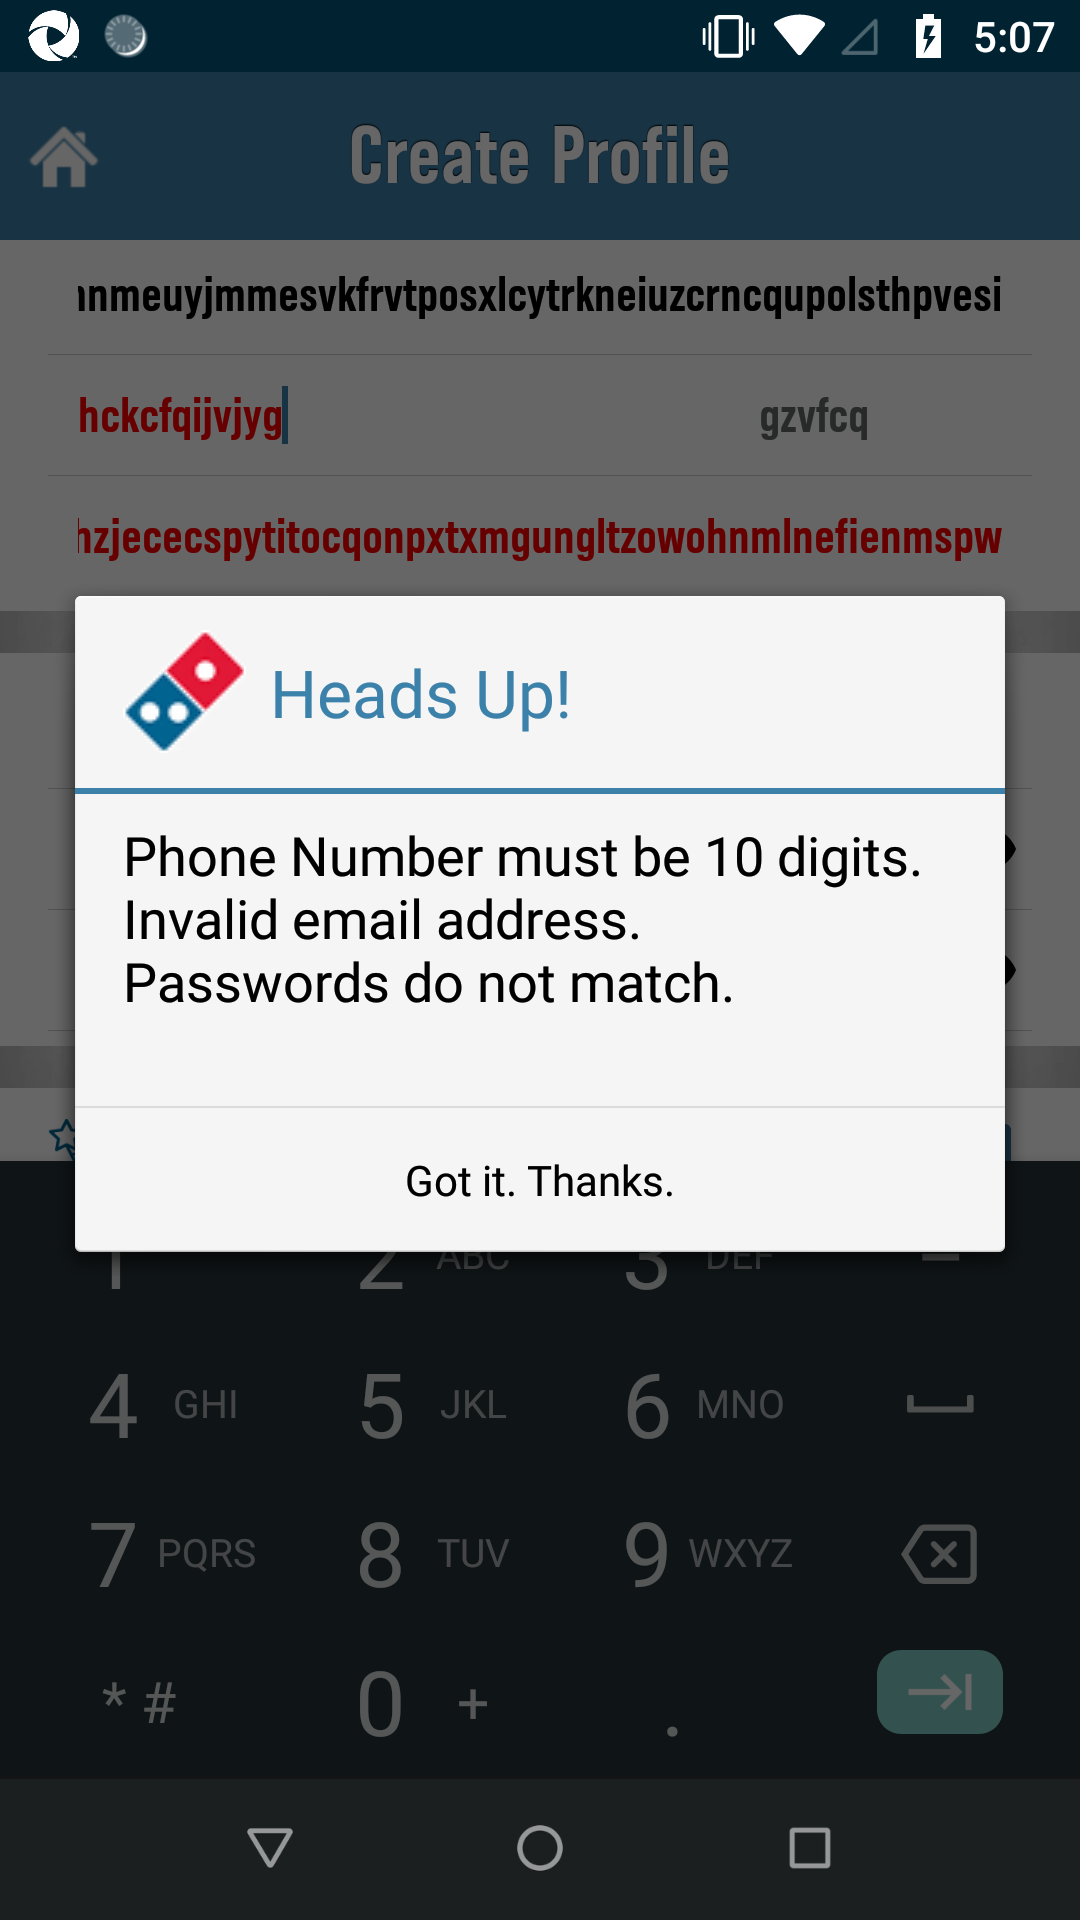 5:07
Create Profile
nmeuyjmmesvkfrvtposxlcytrkneiuzcrncqupolsthpvesi
hckcfqijvjyg gzvfcq
hzjececspytitocqonpxtxmgungltzowohnmlnefienmspw
Heads Up!
Phone Number must be 10 digits.
Invalid email address.
Passwords do not match.
Got it. Thanks.
1 2 ABC 3 DEF
4 GHI 5 JKL 6 MNO
7 PQRS 8 TUV 9 WXYZ
* # 0 + .